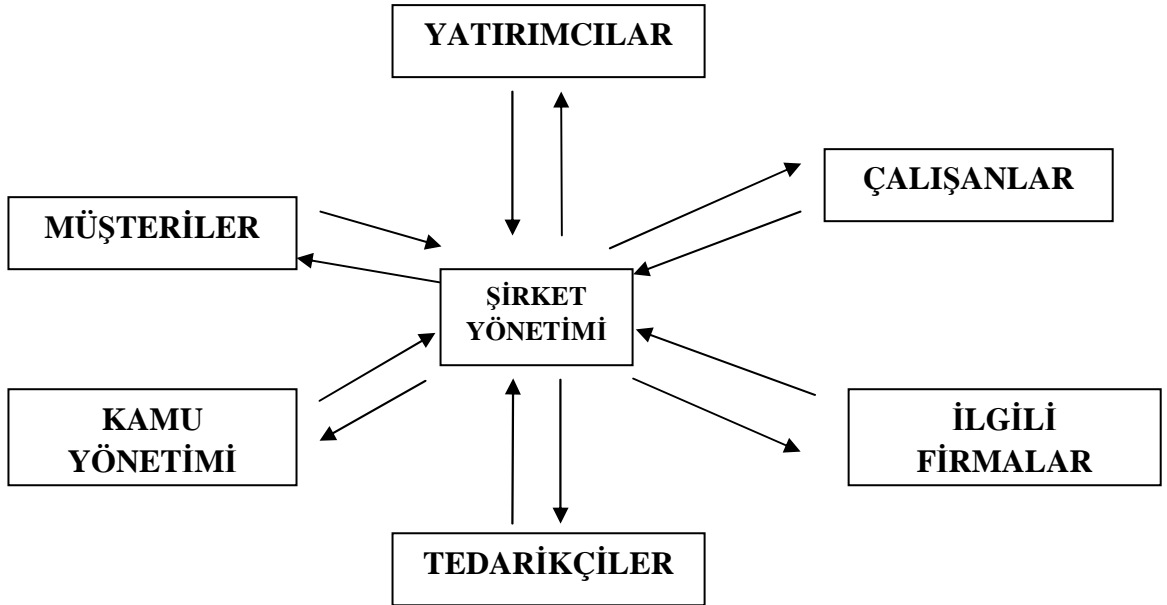 YATIRIMCILAR
ÇALIŞANLAR
MÜŞTERİLER
ŞİRKET
YÖNETİMİ
KAMU
YÖNETİMİ
İLGİLİ
FİRMALAR
TEDARİKÇİLER